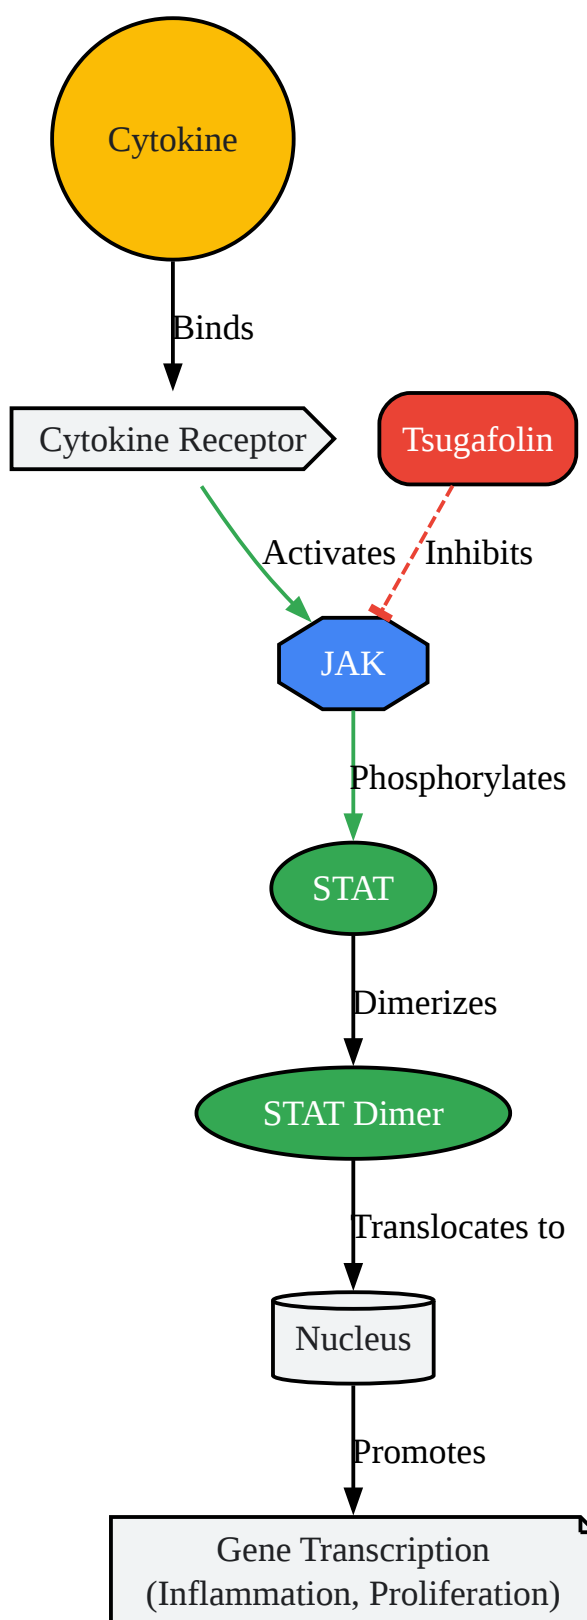 Cytokine
Binds
Cytokine Receptor
Tsugafolin
Activates
Inhibits
JAK
Phosphorylates
STAT
Dimerizes
STAT Dimer
Translocates to
Nucleus
Promotes
Gene Transcription
(Inflammation, Proliferation)